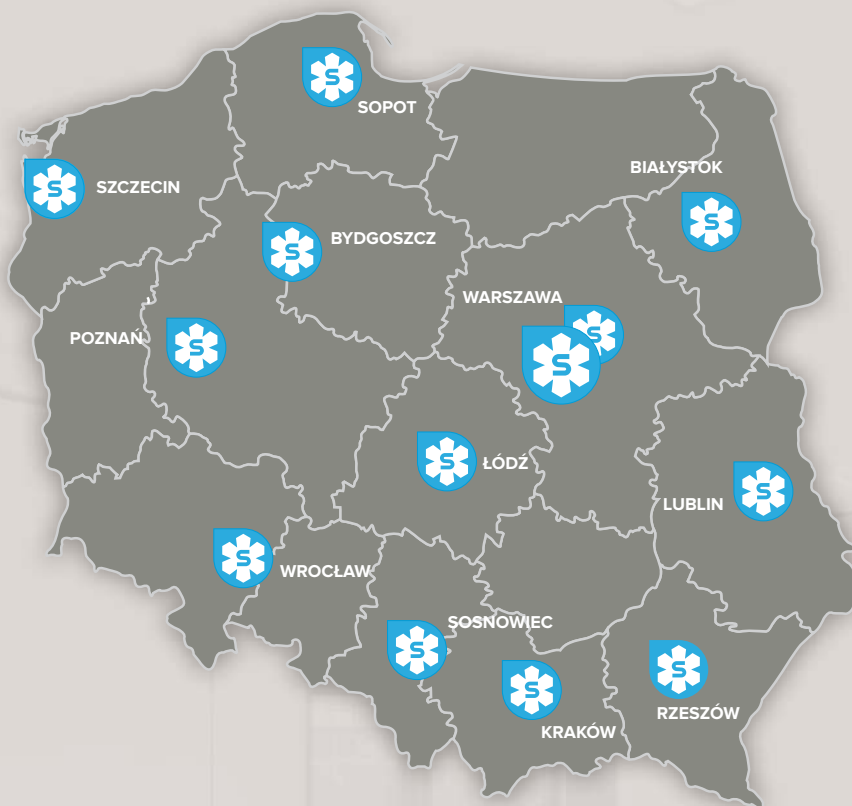 SOPOT
BIAŁYSTOK
SZCZECIN
BYDGOSZCZ
WARSZAWA
POZNAŃ
ŁÓDŹ
LUBLIN
WROCŁAW
SOSNOWIEC
RZESZÓW
KRAKÓW
S
S
S
S
S
S
S
S
S
S
S
S
S